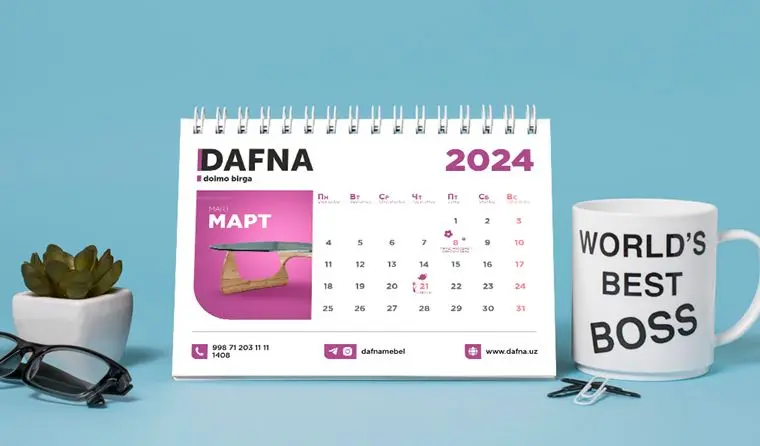 DAFNA
doimo birga
2024
MART
МАРТ
Пн Вт Ср Чт Пт Сб Вс
1 2 3
4 5 6 7 8 9 10
11 12 13 14 15 16 17
18 19 20 21 22 23 24
25 26 27 28 29 30 31
998 71 203 11 11
1408
dafnamebel
www.dafna.uz
WORLD'S
BEST
BOSS